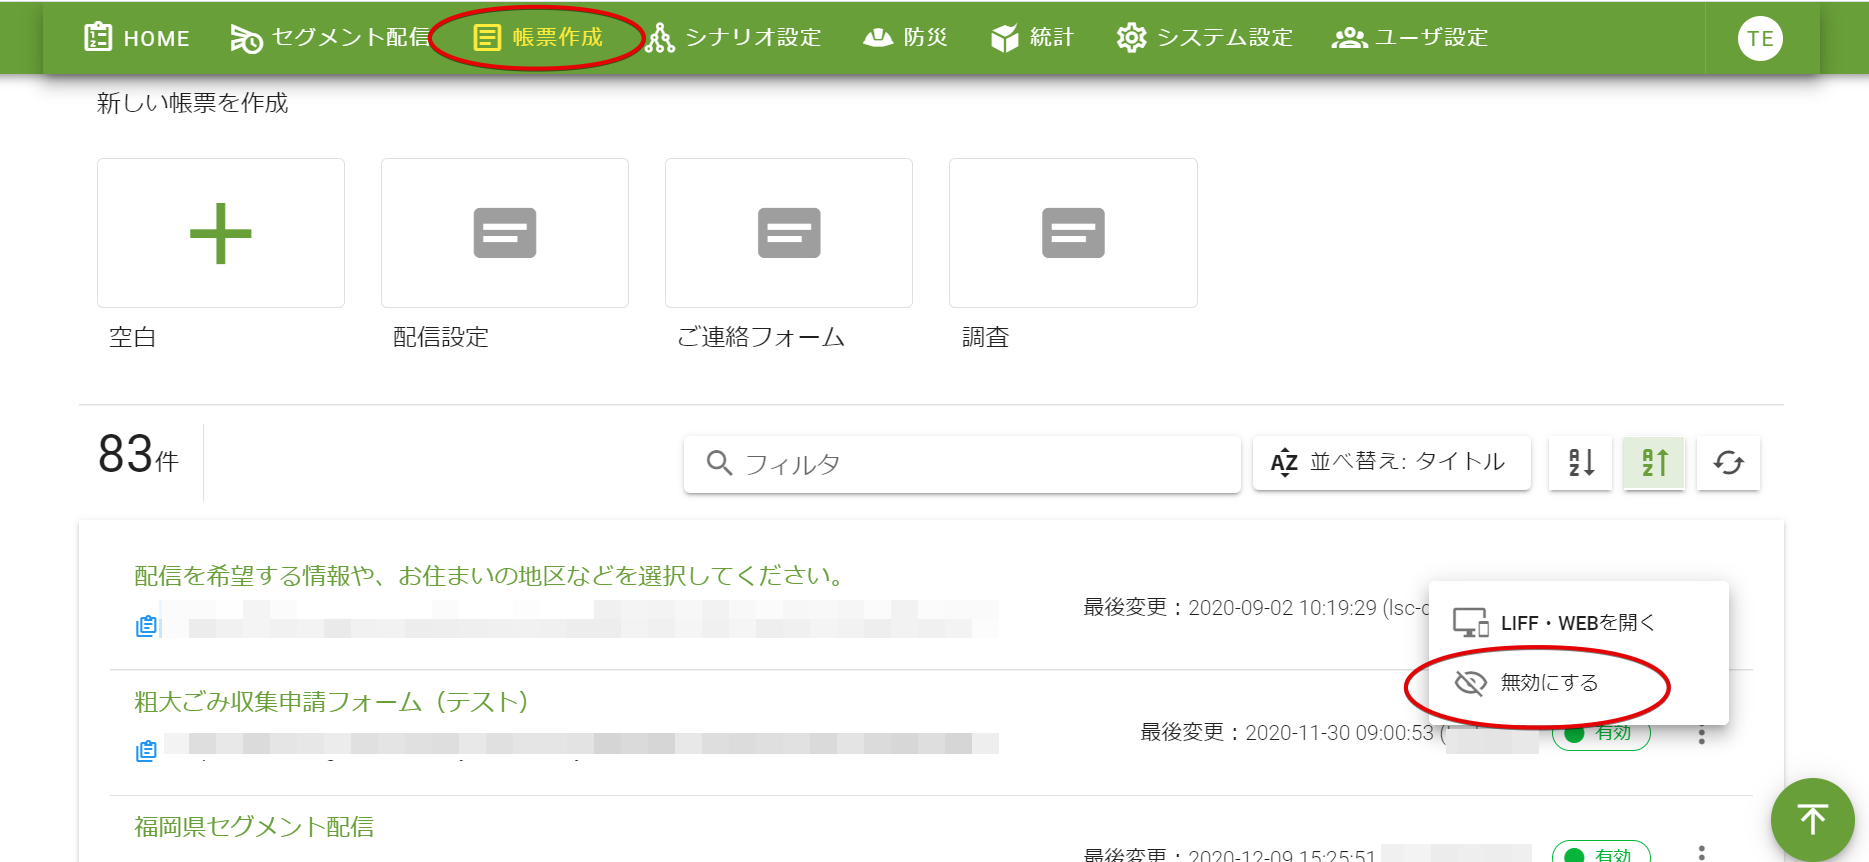 HOME セグメント配信 帳票作成 シナリオ設定 防災 統計 システム設定 ユーザ設定 TE
新しい帳票を作成
空白 配信設定 ご連絡フォーム 調査
83件 フィルタ AZ 並べ替え: タイトル AZ AZ
配信を希望する情報や、お住まいの地区などを選択してください。
最後変更：2020-09-02 10:19:29 (lsc-
LIFF・WEBを開く
無効にする
粗大ごみ収集申請フォーム（テスト）
最後変更：2020-11-30 09:00:53 ( 有効
福岡県セグメント配信
最後変更：2020-12-09 15:25:51 有効